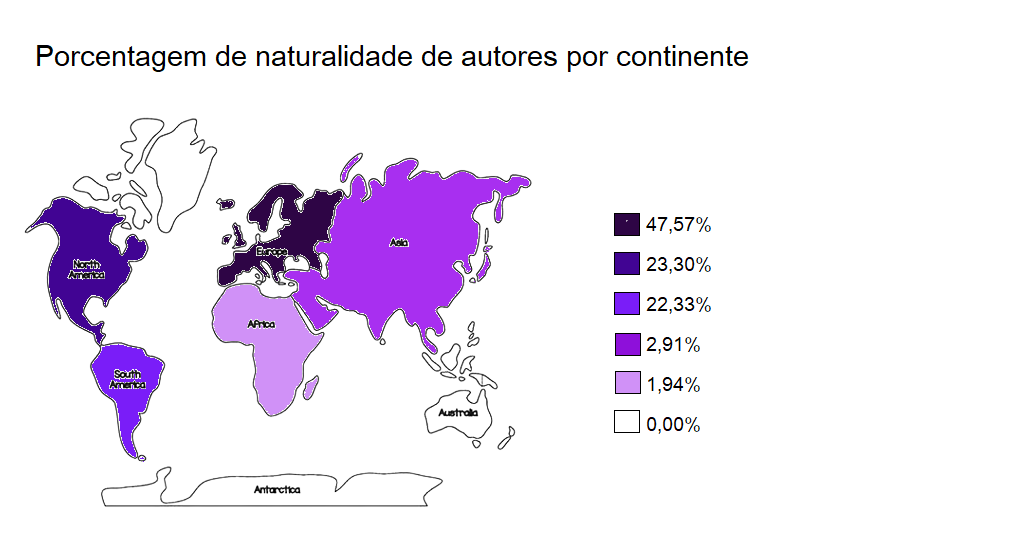 Porcentagem de naturalidade de autores por continente
North
America
Europe
Asia
Africa
South
America
Australia
Antarctica
47,57%
23,30%
22,33%
2,91%
1,94%
0,00%